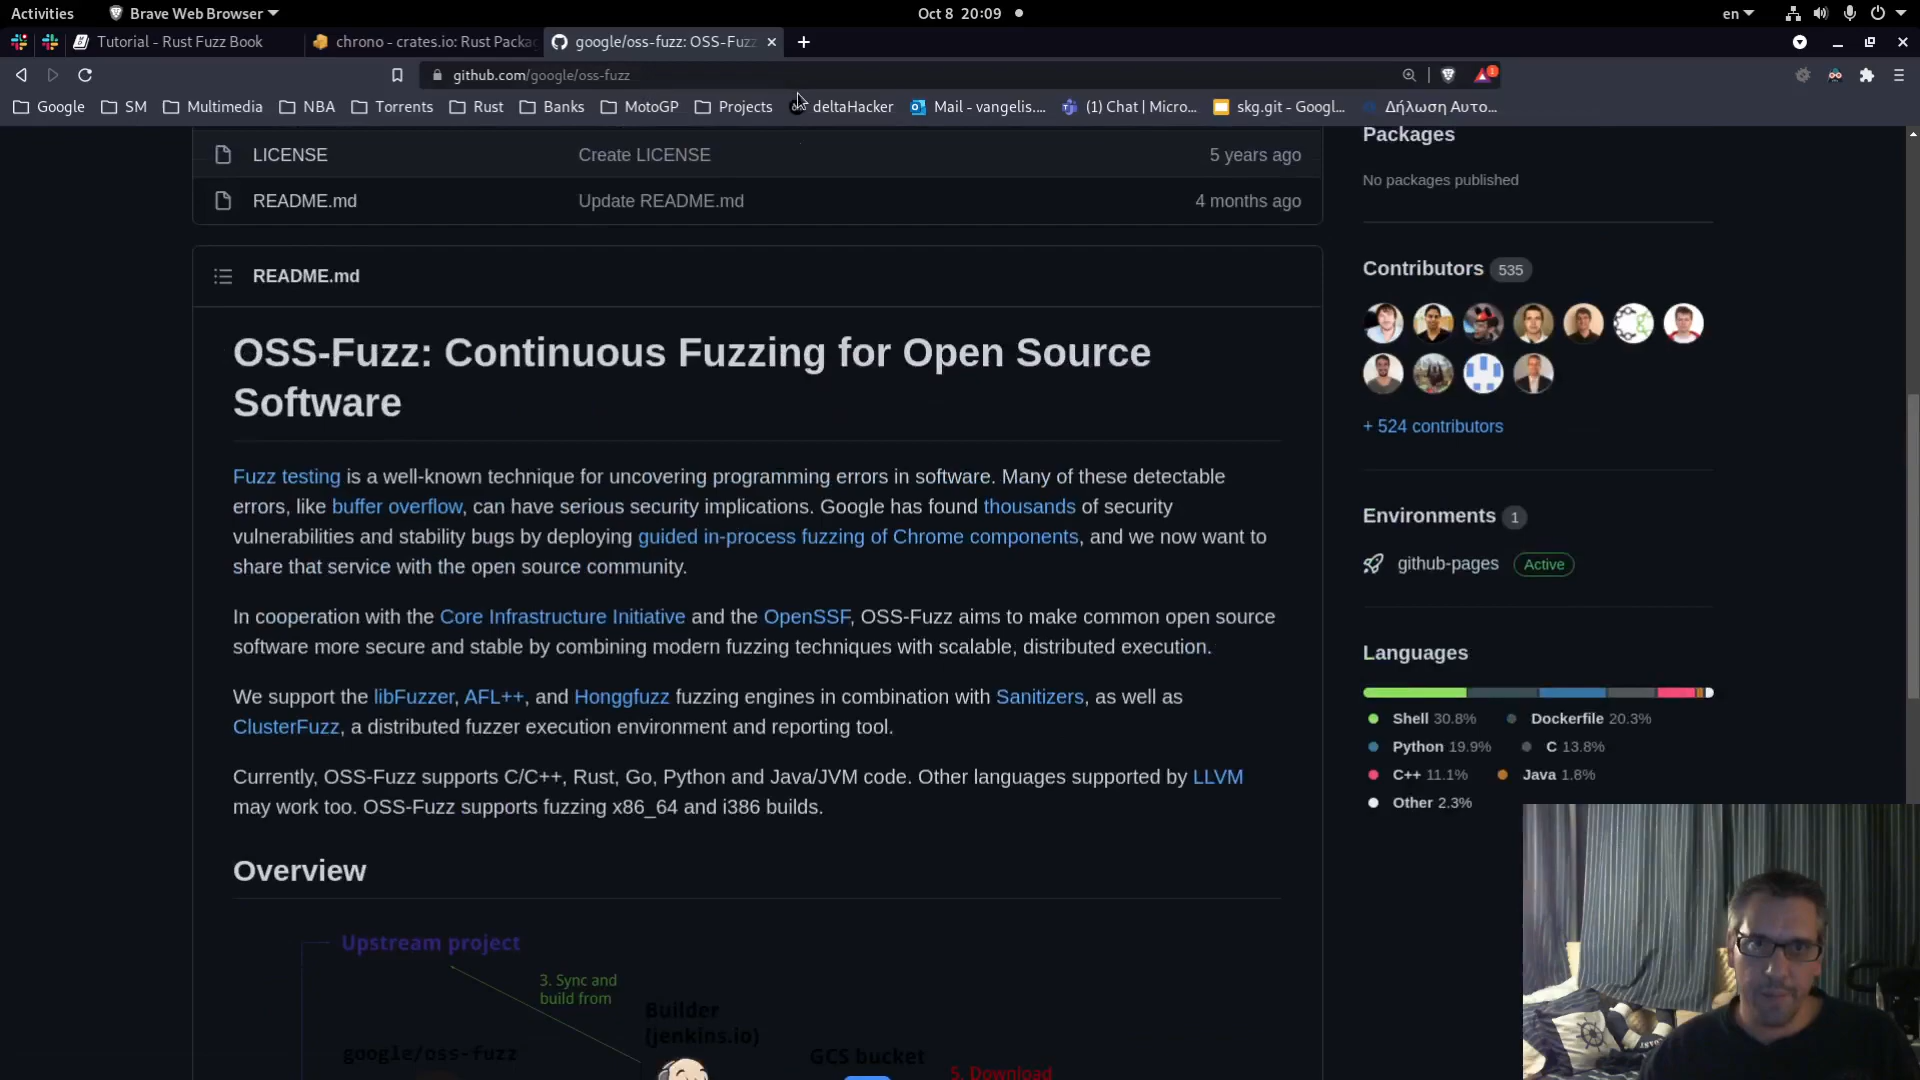 Activities
Brave Web Browser
Oct 8 20:09
en
Tutorial - Rust Fuzz Book
chrono - crates.io: Rust Packa
google/oss-fuzz: OSS-Fuzz
github.com/google/oss-fuzz
1
Google
SM
Multimedia
NBA
Torrents
Rust
Banks
MotoGP
Projects
deltaHacker
Mail - vangelis....
(1) Chat | Micro...
skg.git - Googl...
Δήλωση Αυτο...
LICENSE
Create LICENSE
5 years ago
README.md
Update README.md
4 months ago
README.md
OSS-Fuzz: Continuous Fuzzing for Open Source
Software
Fuzz testing is a well-known technique for uncovering programming errors in software. Many of these detectable
errors, like buffer overflow, can have serious security implications. Google has found thousands of security
vulnerabilities and stability bugs by deploying guided in-process fuzzing of Chrome components, and we now want to
share that service with the open source community.
In cooperation with the Core Infrastructure Initiative and the OpenSSF, OSS-Fuzz aims to make common open source
software more secure and stable by combining modern fuzzing techniques with scalable, distributed execution.
We support the libFuzzer, AFL++, and Honggfuzz fuzzing engines in combination with Sanitizers, as well as
ClusterFuzz, a distributed fuzzer execution environment and reporting tool.
Currently, OSS-Fuzz supports C/C++, Rust, Go, Python and Java/JVM code. Other languages supported by LLVM
may work too. OSS-Fuzz supports fuzzing x86_64 and i386 builds.
Overview
Upstream project
3. Sync and
build from
Builder
(jenkins.io)
google/oss-fuzz
GCS bucket
5. Download
Packages
No packages published
Contributors 535
+ 524 contributors
Environments 1
github-pages Active
Languages
Shell 30.8%
Dockerfile 20.3%
Python 19.9%
C 13.8%
C++ 11.1%
Java 1.8%
Other 2.3%